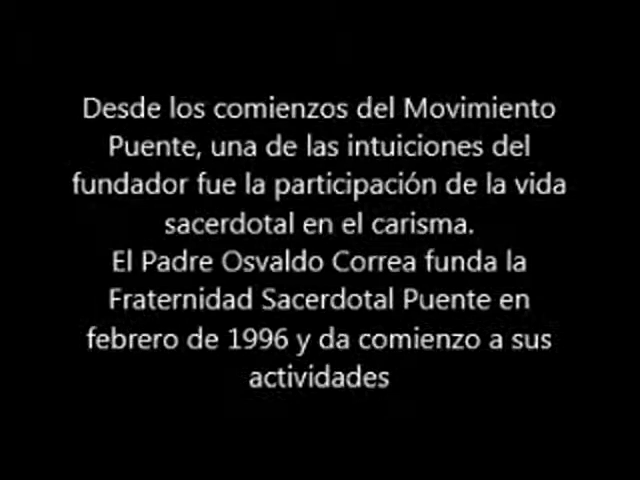 Desde los comienzos del Movimiento
Puente, una de las intuiciones del
fundador fue la participación de la vida
sacerdotal en el carisma.
El Padre Osvaldo Correa funda la
Fraternidad Sacerdotal Puente en
febrero de 1996 y da comienzo a sus
actividades